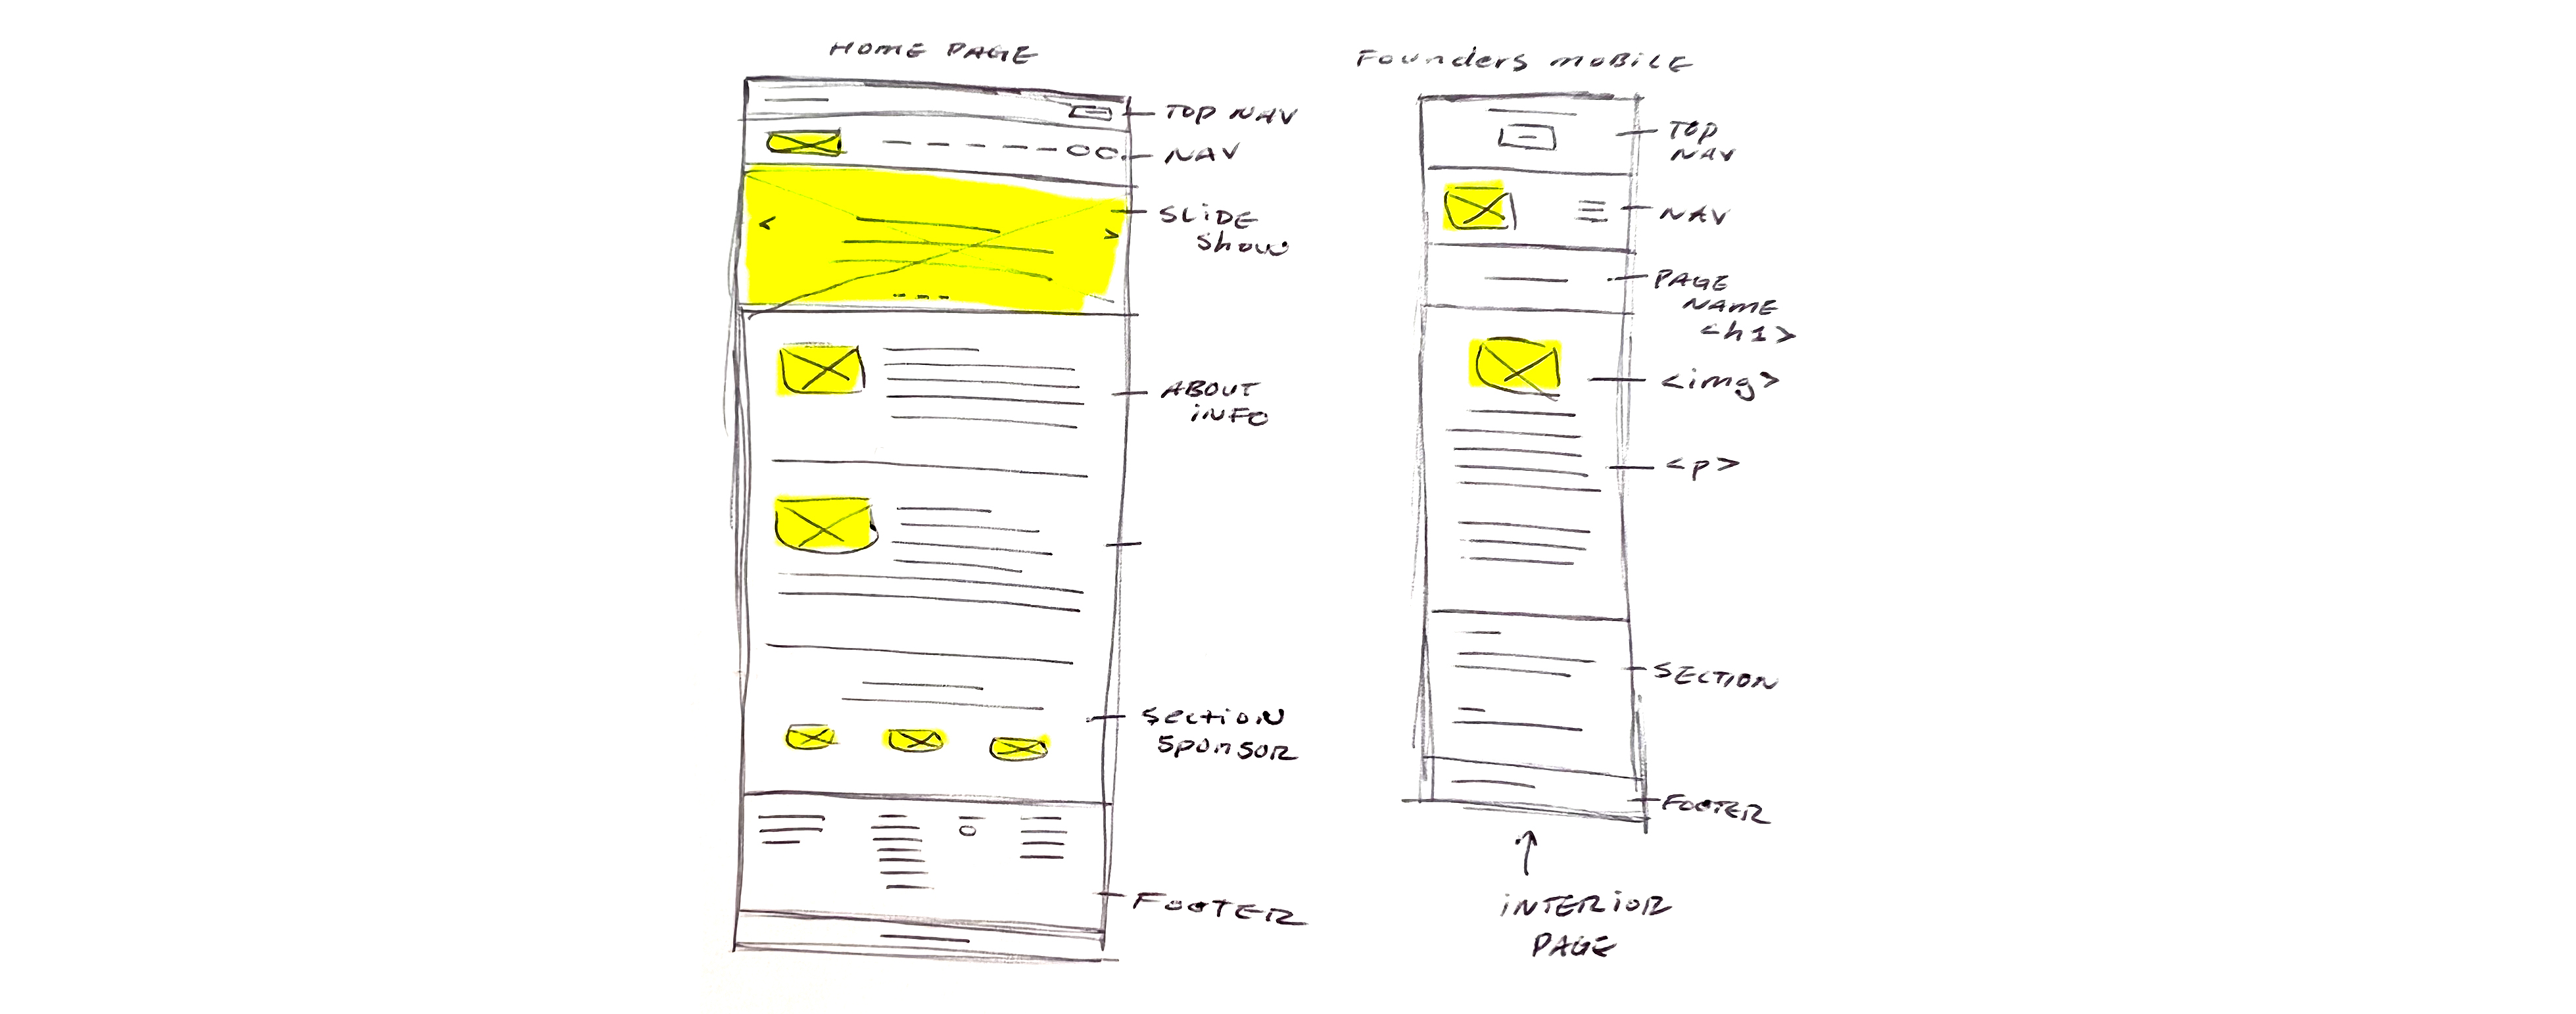 HOME PAGE
TOP NAV
NAV
SLiDE
Show
ABOUT
iNFO
Section
Sponsor
FOOTER
Founders mobile
TOP
NAV
NAV
PAGE
NAME
<h1>
<img>
<p>
SECTION
FOOTER
iNTERiOR
PAGE